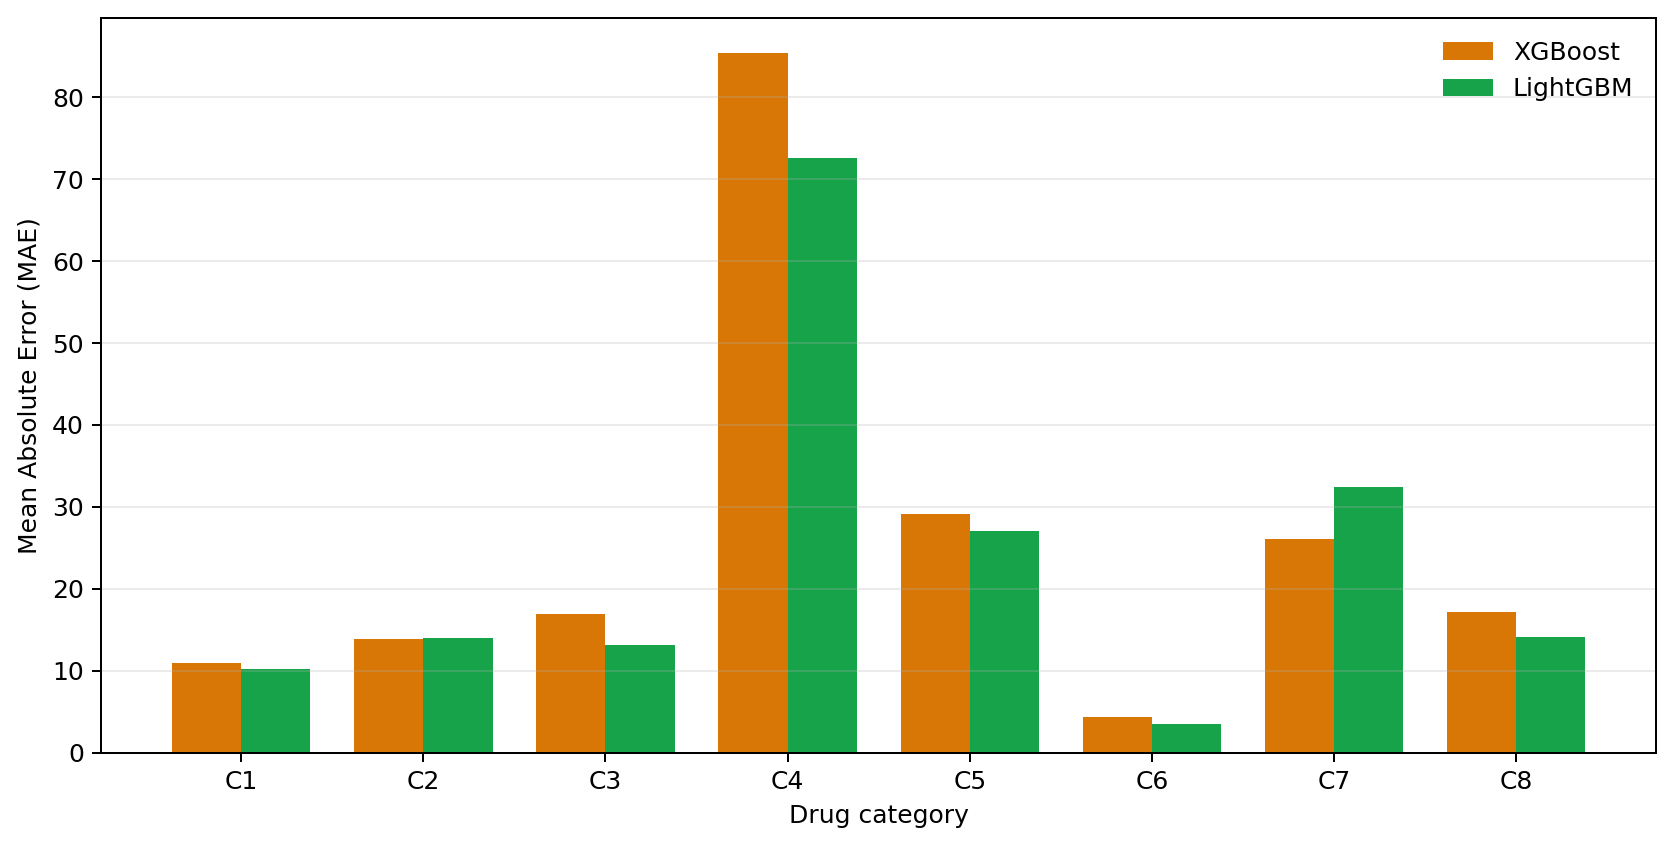 XGBoost
LightGBM
Mean Absolute Error (MAE)
80
70
60
50
40
30
20
10
0
C1 C2 C3 C4 C5 C6 C7 C8
Drug category